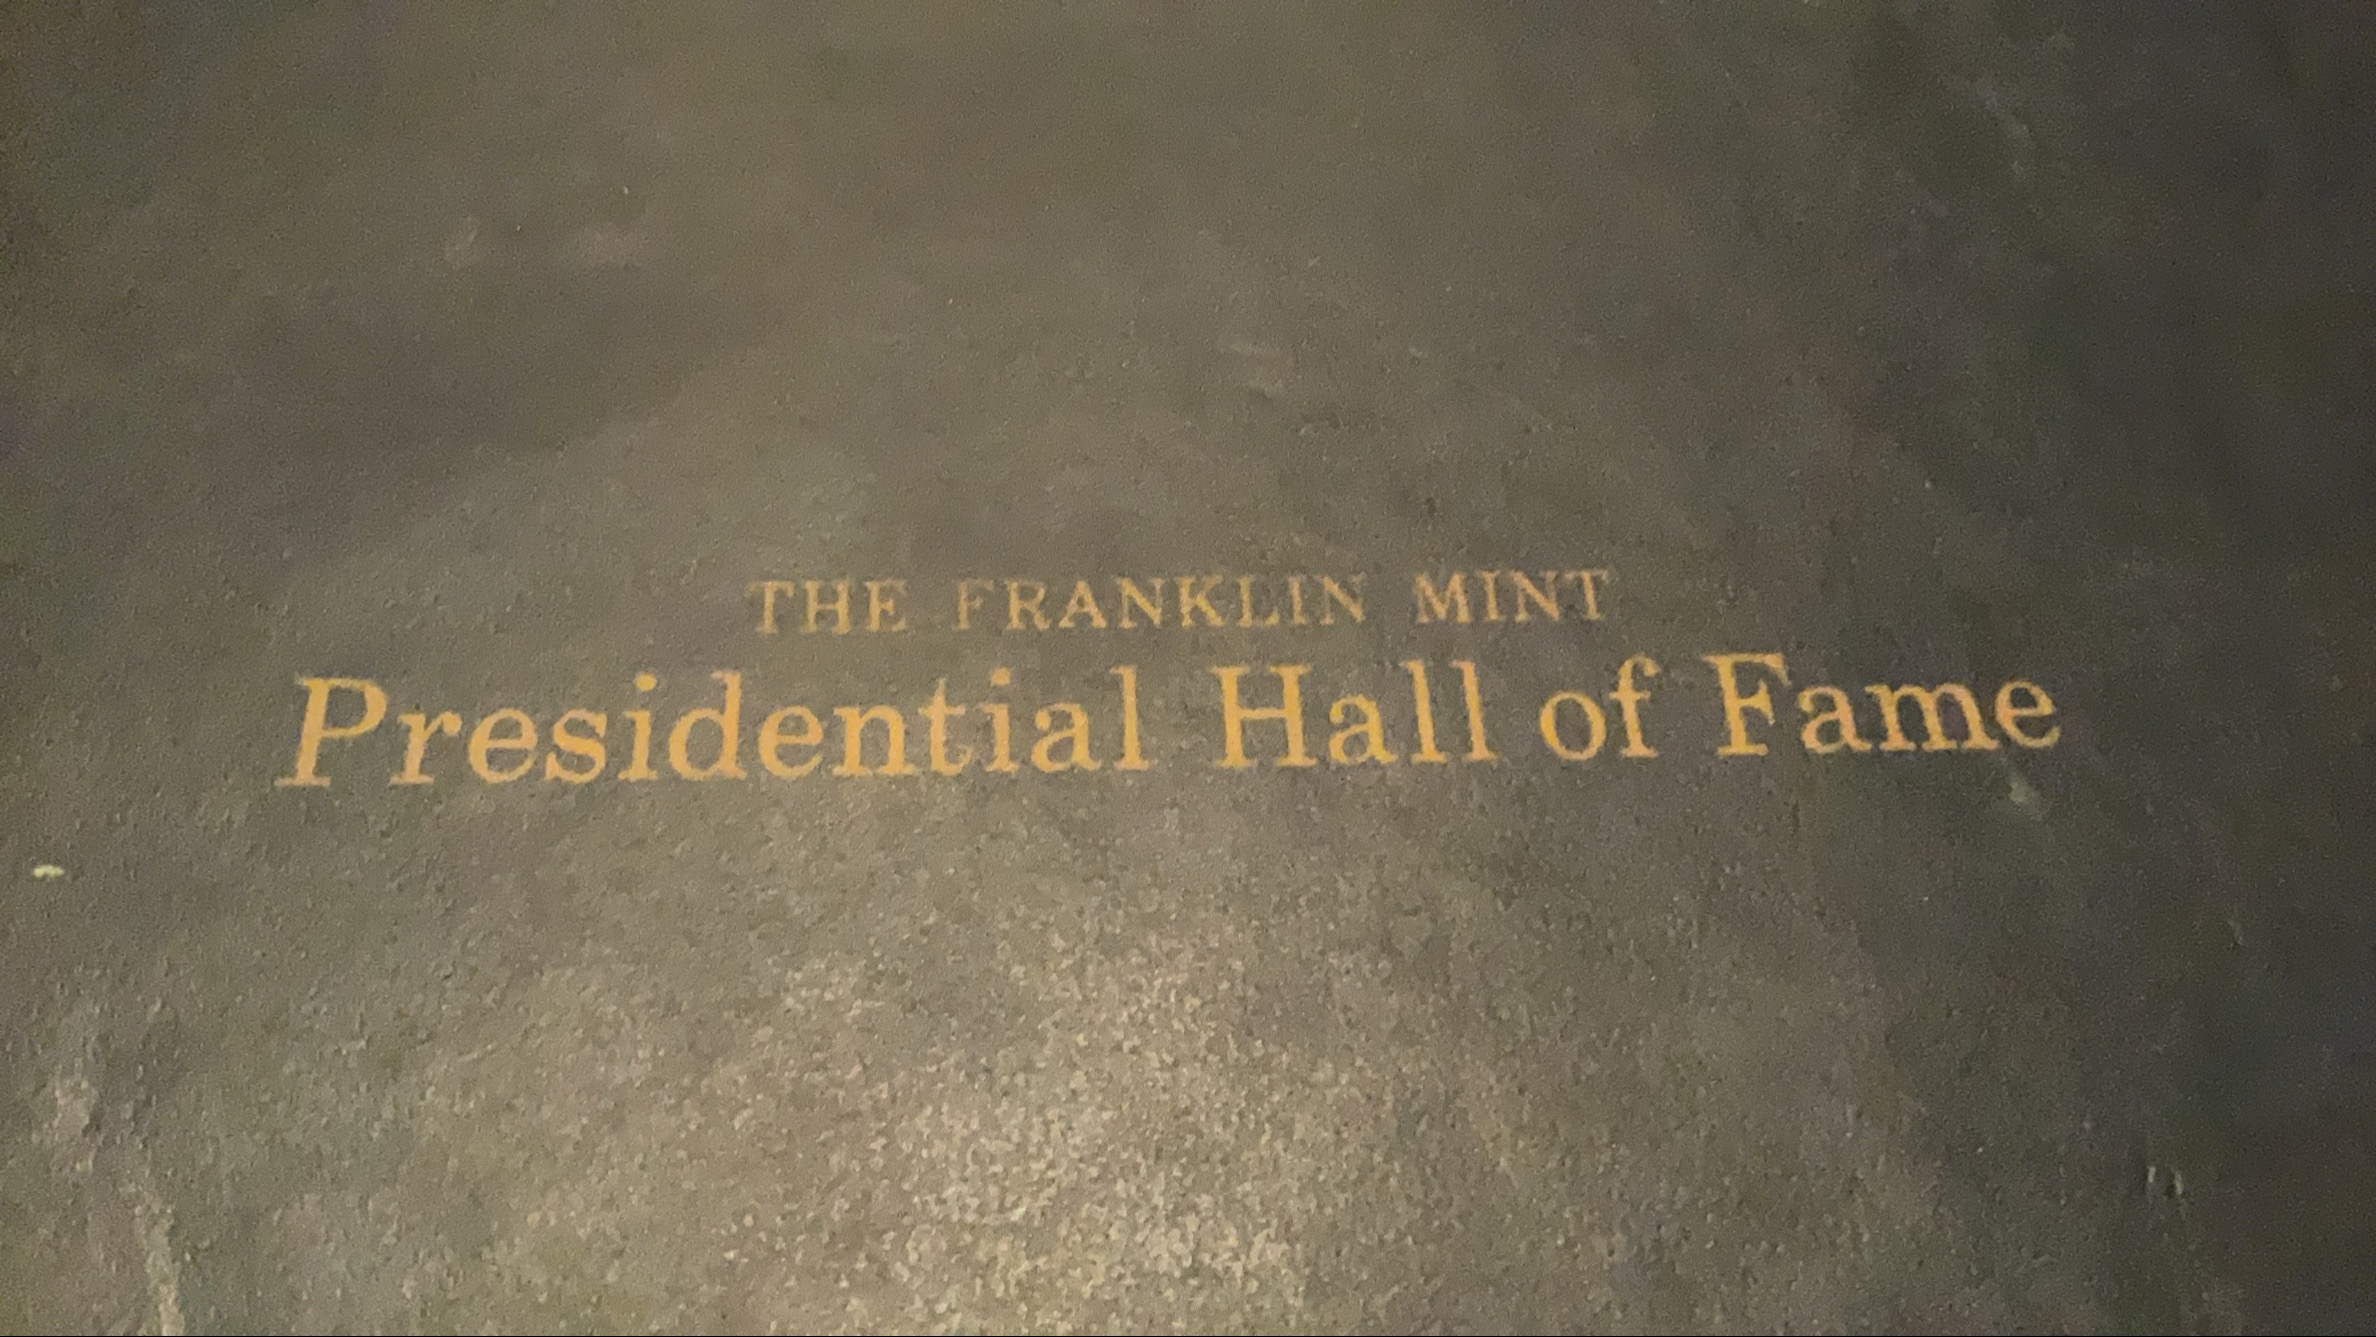 THE FRANKLIN MINT
Presidential Hall of Fame